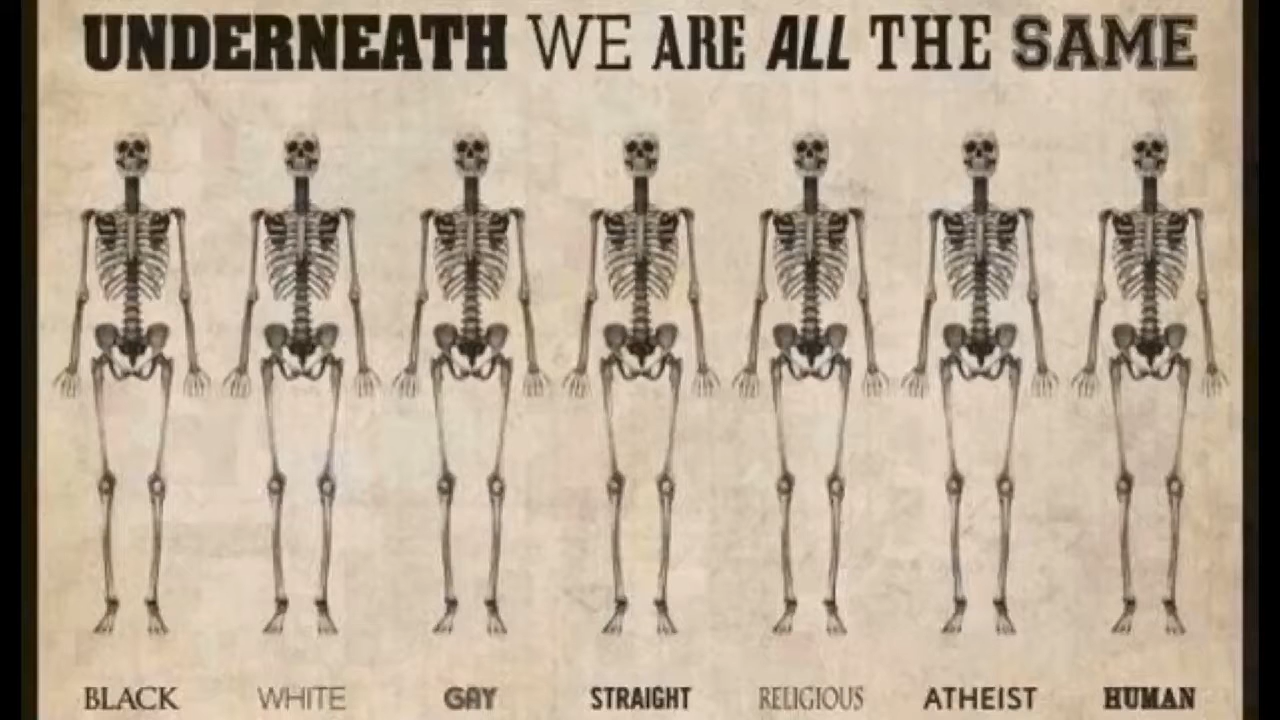 UNDERNEATH WE ARE ALL THE SAME
BLACK WHITE GAY STRAIGHT RELIGIOUS ATHEIST HUMAN